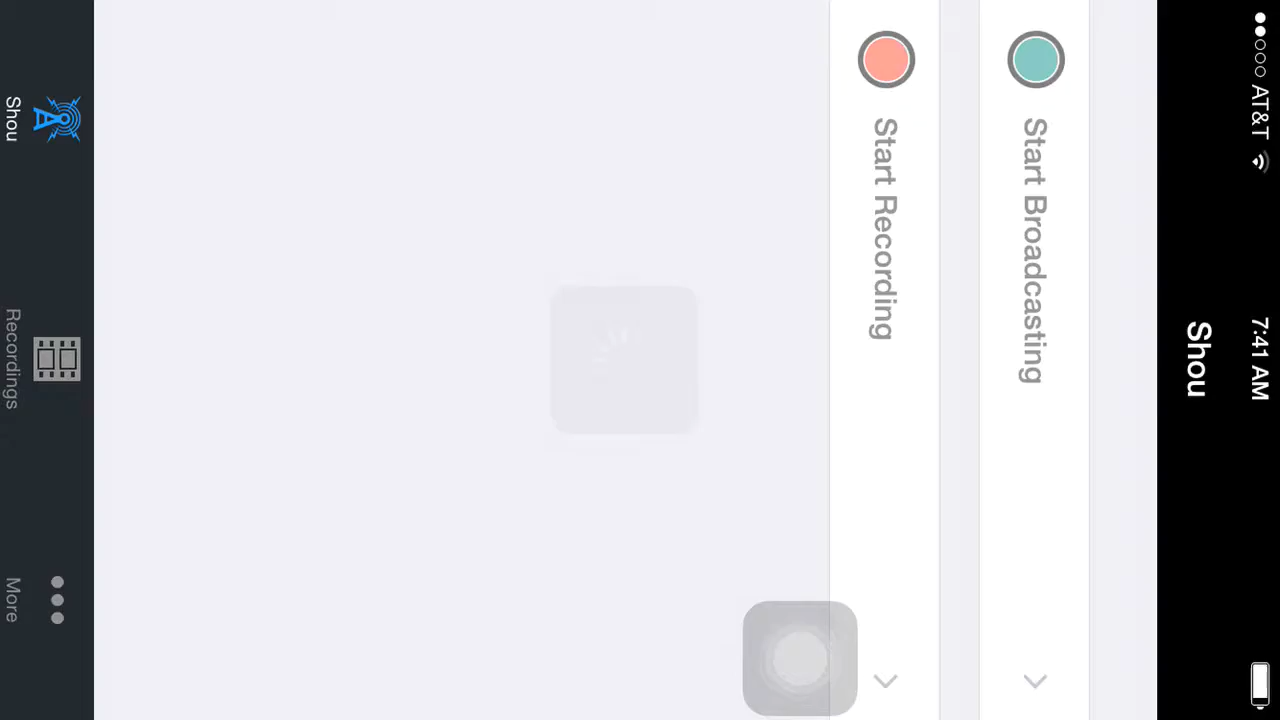 AT&T 7:41 AM
Shou
Start Broadcasting
Start Recording
Shou Recordings More